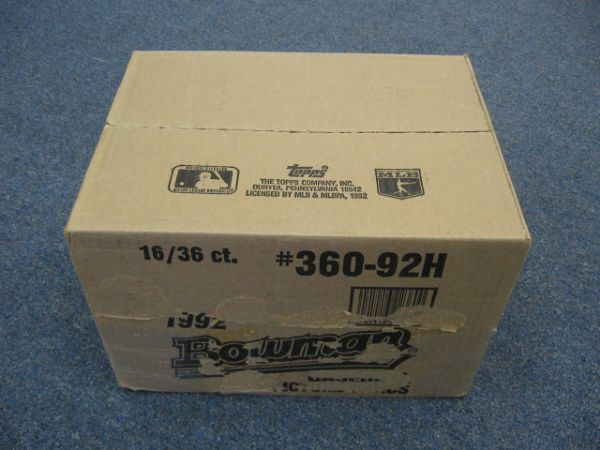 Topps
THE TOPPS COMPANY, INC.
DURYEA, PENNSYLVANIA 18642
LICENSED BY MLB & MLBPA, 1992
16/36 ct.
#360-92H
1992
Bowman